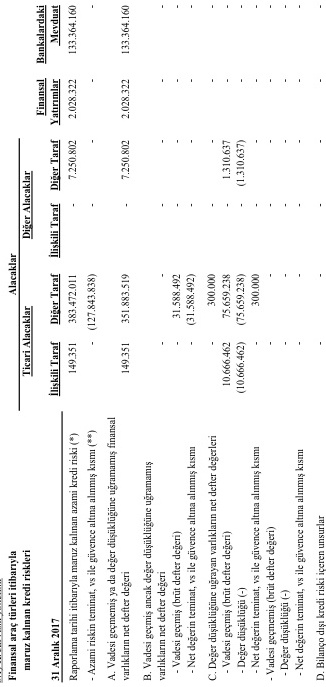 Finansal araç türleri itibarıyla
maruz kalınan kredi riskleri
Alacaklar
Ticari Alacaklar Diğer Alacaklar
Finansal Bankalardaki
31 Aralık 2017 İlişkili Taraf Diğer Taraf İlişkili Taraf Diğer Taraf Yatırımlar Mevduat
Raporlama tarihi itibarıyla maruz kalınan azami kredi riski (*) 149.351 383.472.011 - 7.250.802 2.028.322 133.364.160
- Azami riskin teminat, vs ile güvence altına alınmış kısmı (**) - (127.843.838) - - - -
A. Vadesi geçmemiş ya da değer düşüklüğüne uğramamış finansal
varlıkların net defter değeri 149.351 351.883.519 - 7.250.802 2.028.322 133.364.160
B. Vadesi geçmiş ancak değer düşüklüğüne uğramamış
varlıkların net defter değeri - - - - - -
- Vadesi geçmiş (brüt defter değeri) - 31.588.492 - - - -
- Net değerin teminat, vs ile güvence altına alınmış kısmı - (31.588.492) - - - -
C. Değer düşüklüğüne uğrayan varlıkların net defter değerleri - 300.000 - - - -
- Vadesi geçmiş (brüt defter değeri) 10.666.462 75.659.238 - 1.310.637 - -
- Değer düşüklüğü (-) (10.666.462) (75.659.238) - (1.310.637) - -
- Net değerin teminat, vs ile güvence altına alınmış kısmı - 300.000 - - - -
- Vadesi geçmemiş (brüt defter değeri) - - - - - -
- Değer düşüklüğü (-) - - - - - -
- Net değerin teminat, vs ile güvence altına alınmış kısmı - - - - - -
D. Bilanço dışı kredi riski içeren unsurlar - - - - - -